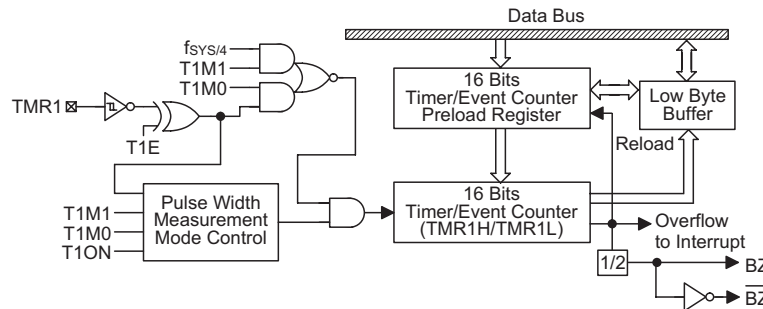 Data Bus
fSYS/4
T1M1
T1M0
TMR1
T1E
16 Bits
Timer/Event Counter
Preload Register
Low Byte
Buffer
Reload
T1M1
T1M0
T1ON
Pulse Width
Measurement
Mode Control
16 Bits
Timer/Event Counter
(TMR1H/TMR1L)
Overflow
to Interrupt
1/2
BZ
BZ